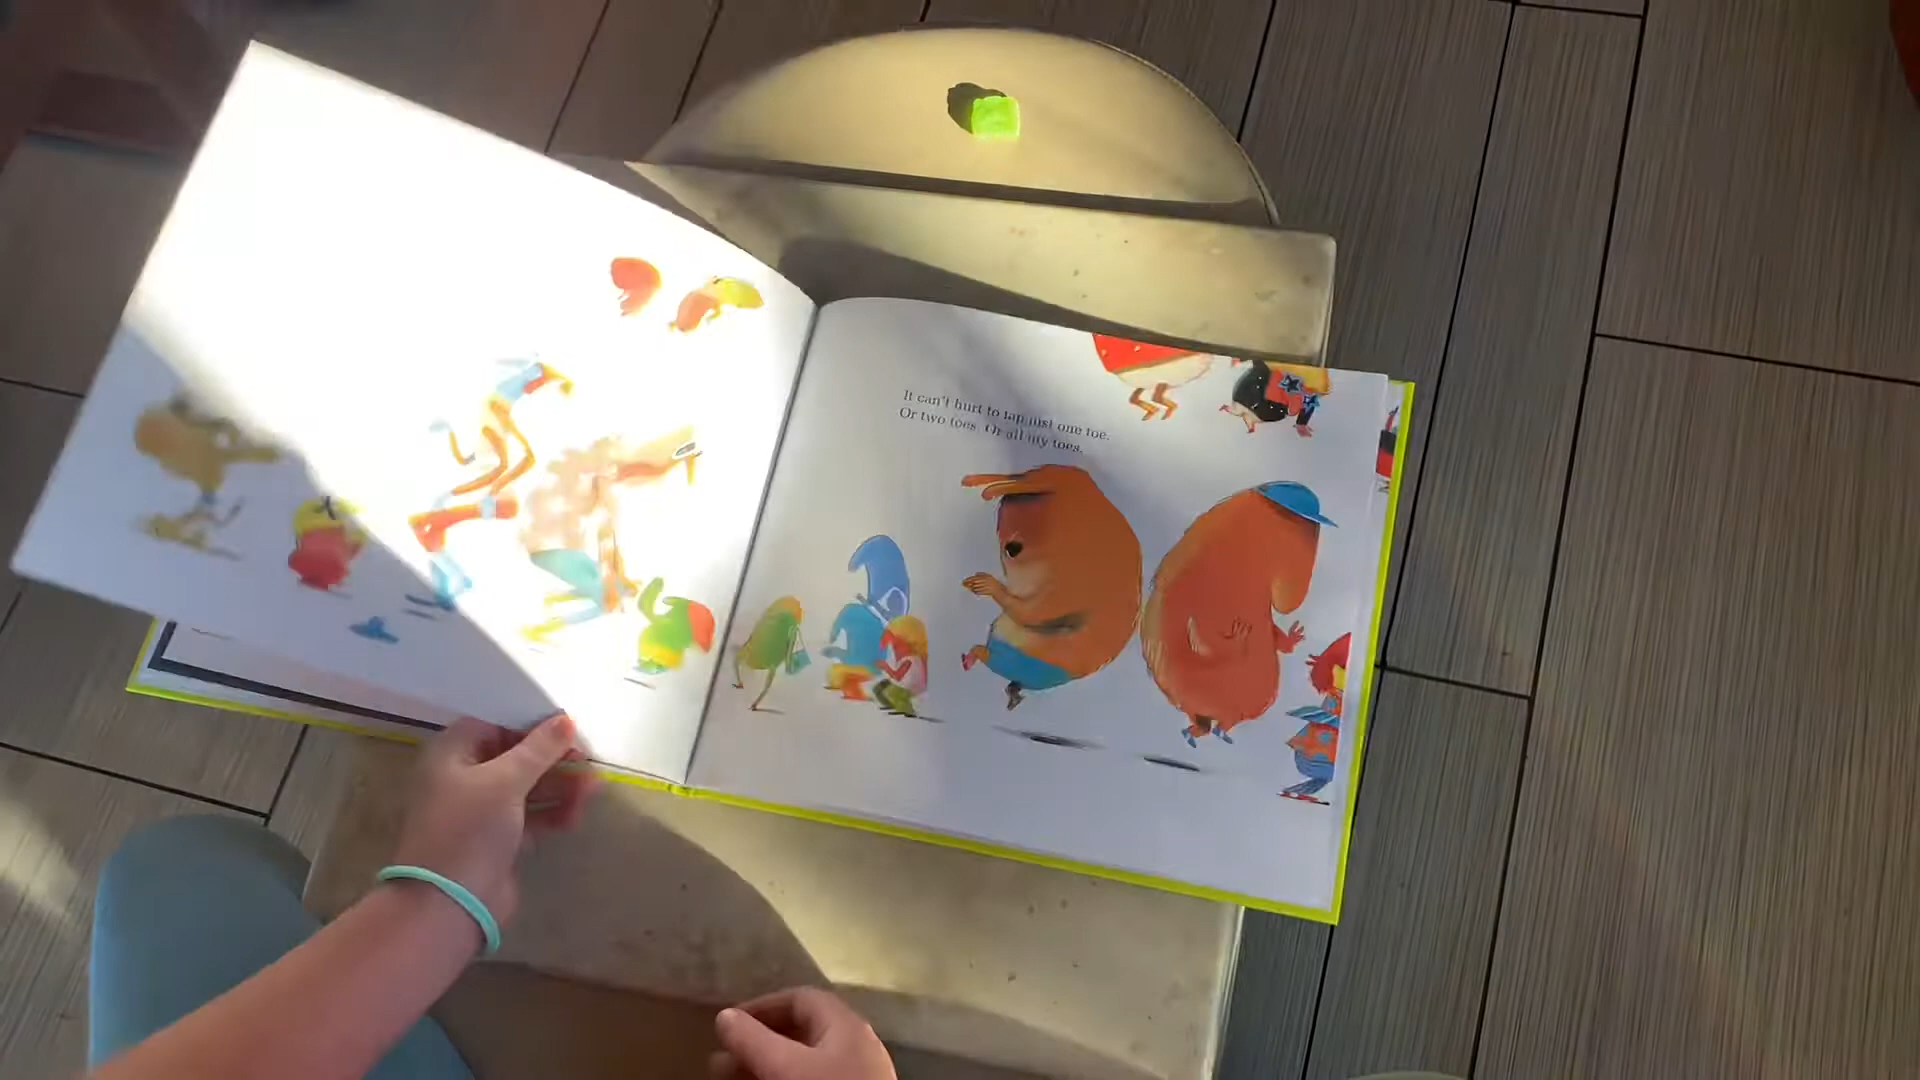 It can't hurt to tap just one toe.
Or two toes. Or all my toes.